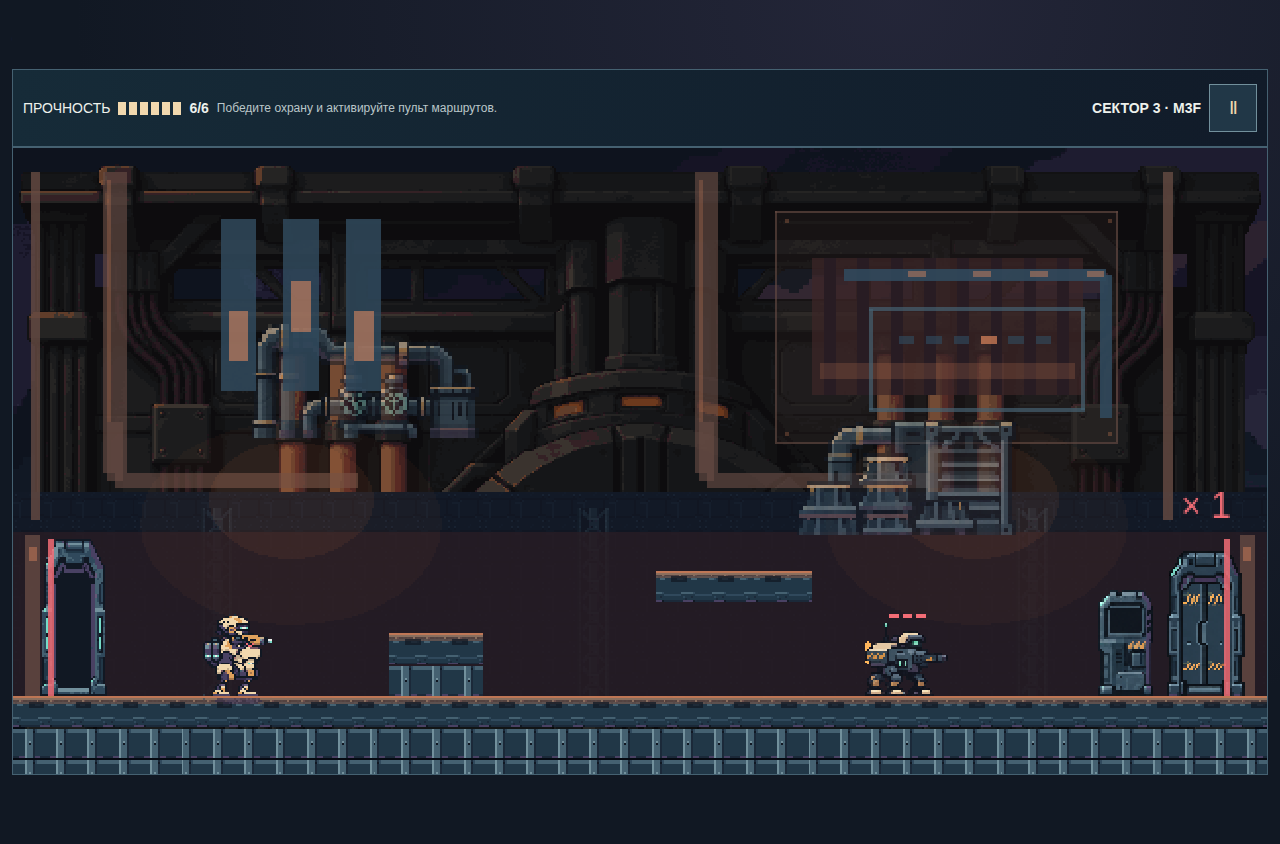 ПРОЧНОСТЬ 6/6 Победите охрану и активируйте пульт маршрутов.
СЕКТОР 3 · M3F
× 1